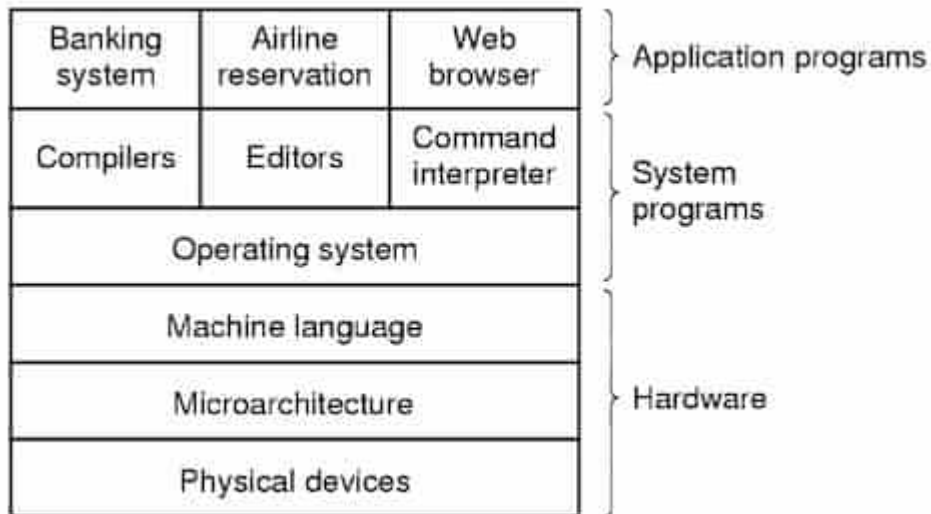 Banking
system
Airline
reservation
Web
browser
Application programs
Compilers
Editors
Command
interpreter
System
programs
Operating system
Machine language
Microarchitecture
Hardware
Physical devices